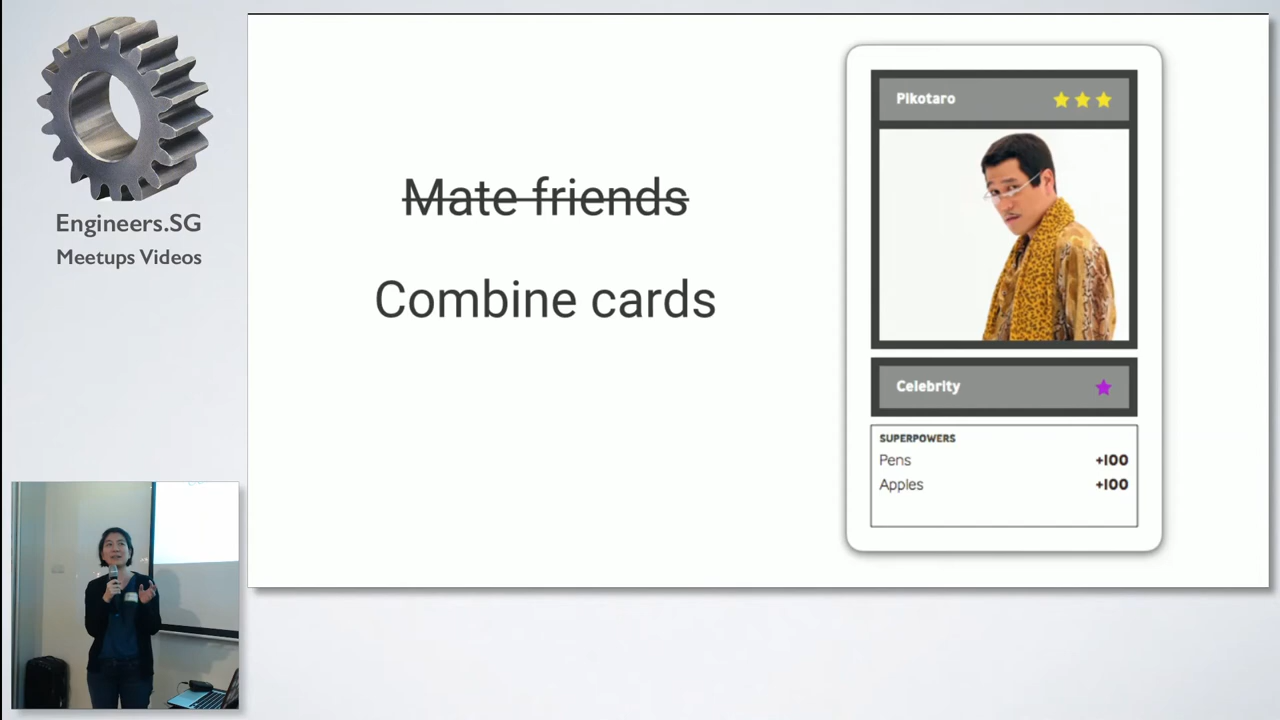 Engineers.SG
Meetups Videos
Mate friends
Combine cards
Pikotaro
Celebrity
SUPERPOWERS
Pens +100
Apples +100